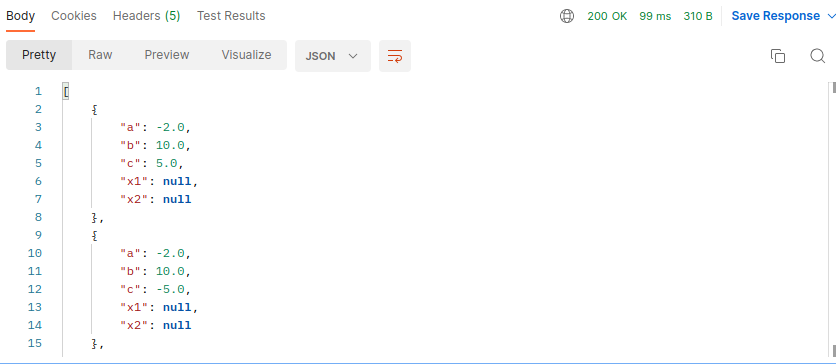 Body Cookies Headers (5) Test Results 200 OK 99 ms 310 B Save Response
Pretty Raw Preview Visualize JSON
1 [
2 {
3 "a": -2.0,
4 "b": 10.0,
5 "c": 5.0,
6 "x1": null,
7 "x2": null
8 },
9 {
10 "a": -2.0,
11 "b": 10.0,
12 "c": -5.0,
13 "x1": null,
14 "x2": null
15 },